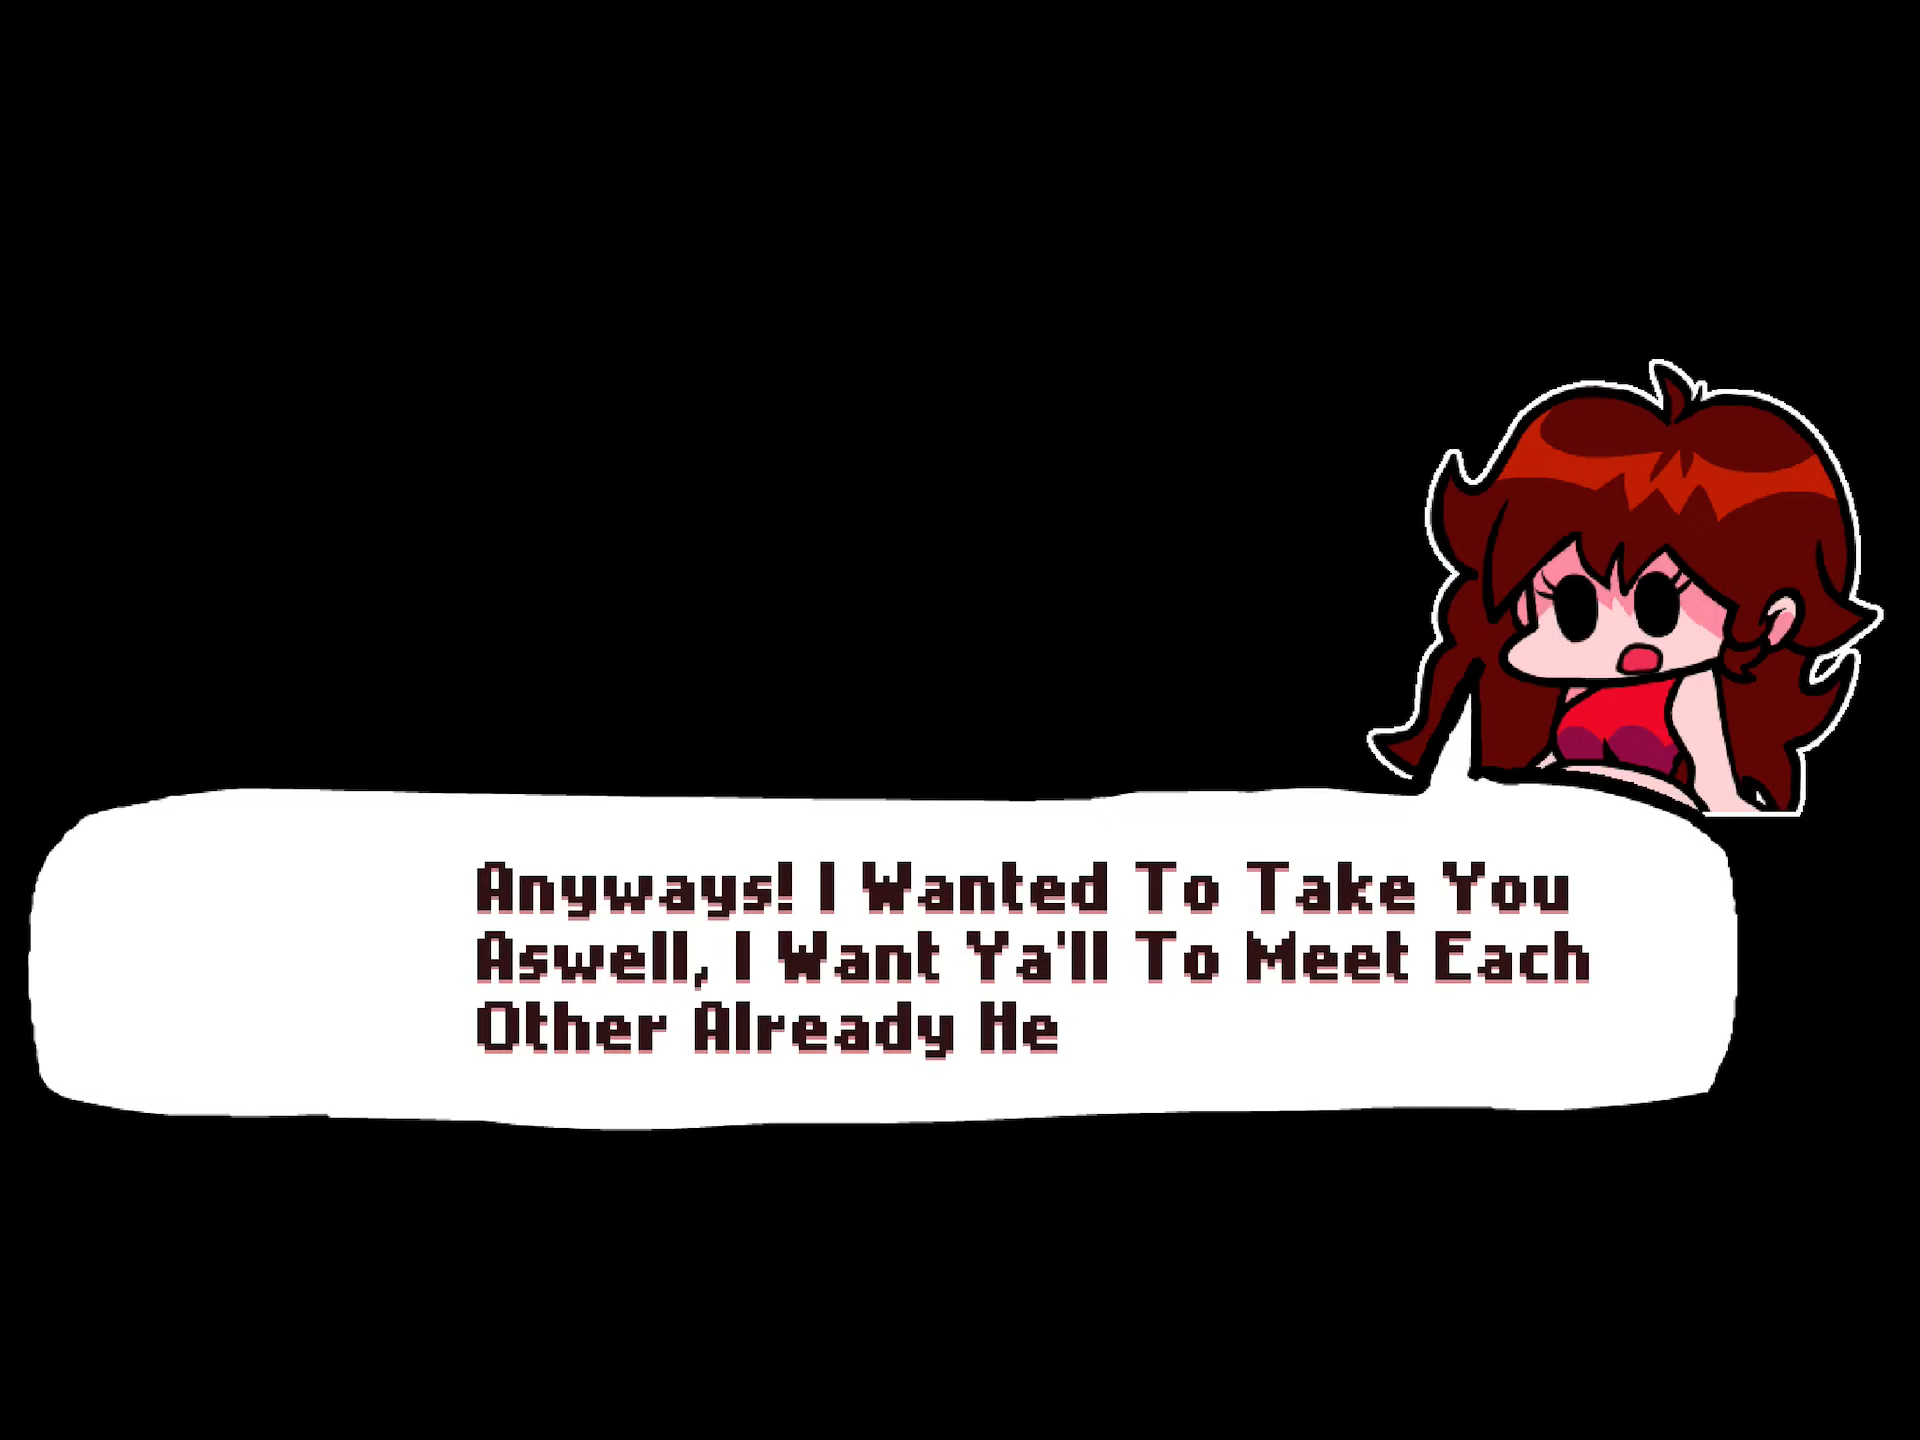 Anyways! I Wanted To Take You
Aswell, I Want Ya'll To Meet Each
Other Already He